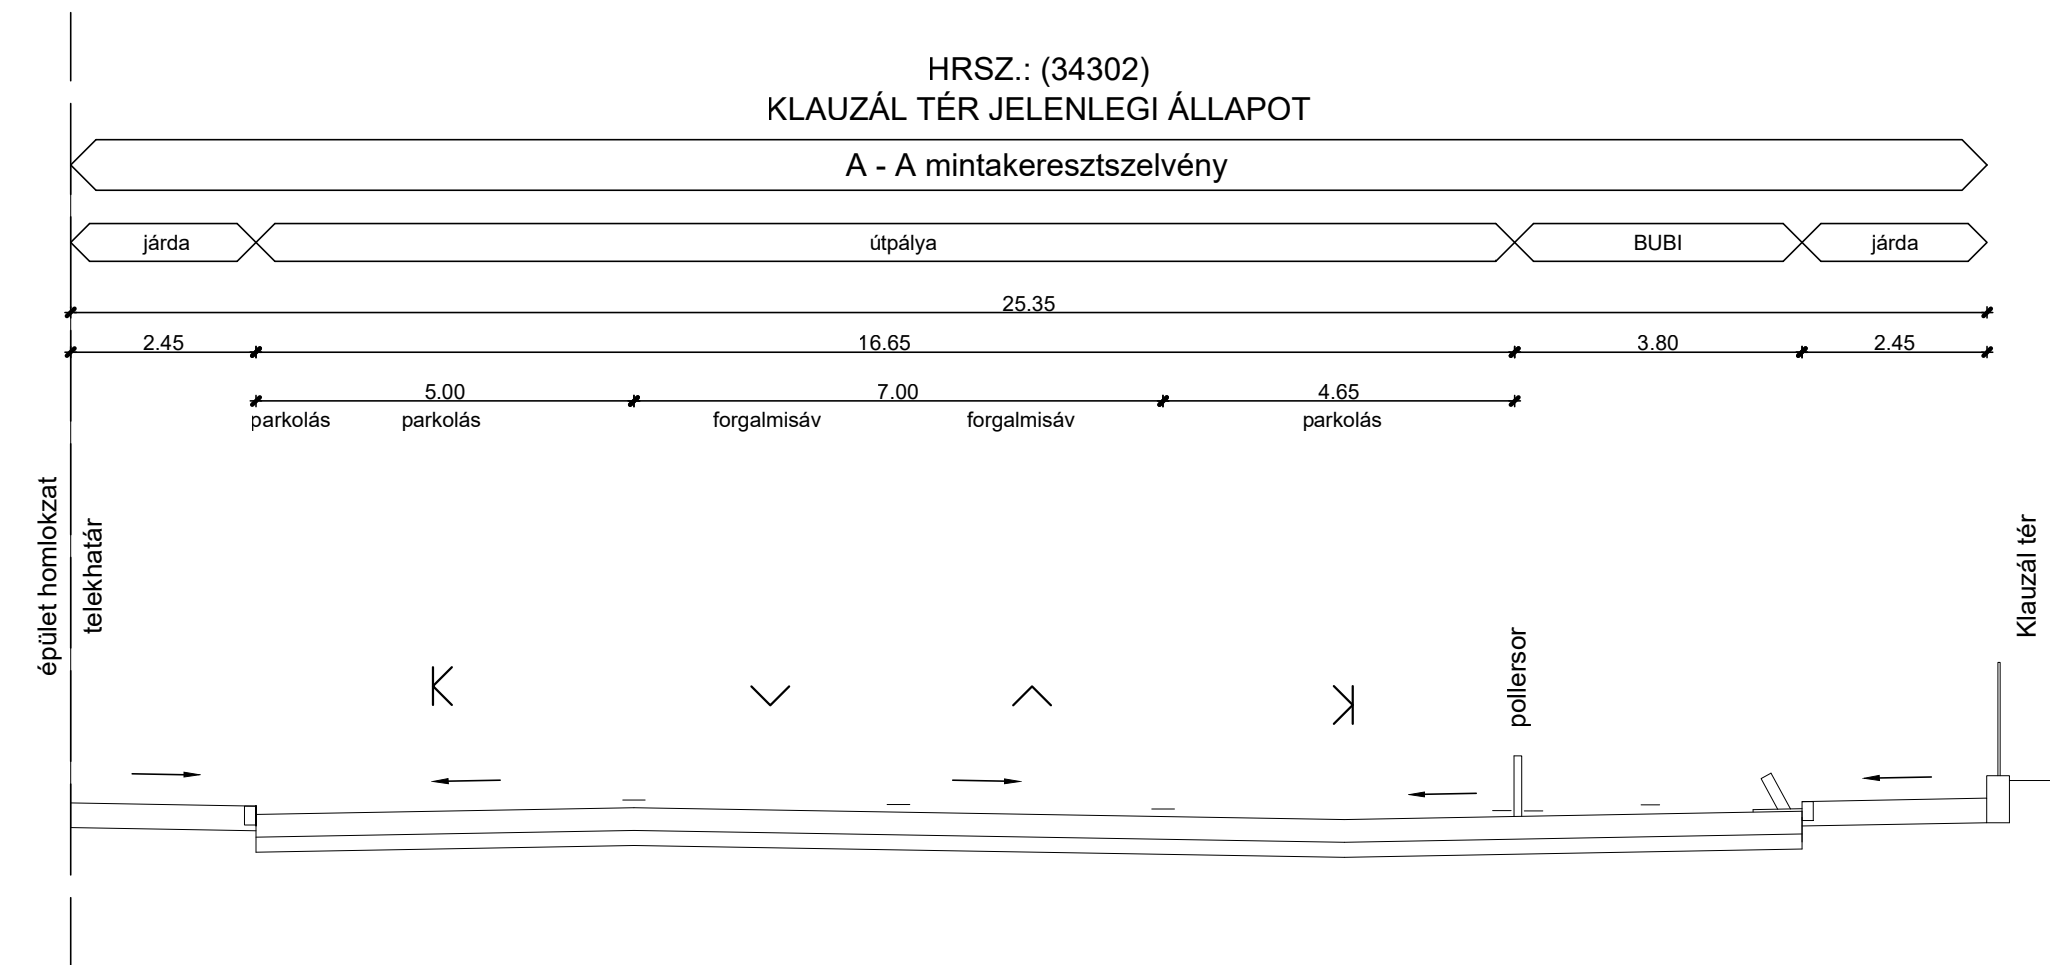 HRSZ.: (34302)
KLAUZÁL TÉR JELENLEGI ÁLLAPOT
A - A mintakeresztszelvény
járda útpálya BUBI járda
25.35
2.45 16.65 3.80 2.45
5.00 7.00 4.65
parkolás parkolás forgalmisáv forgalmisáv parkolás
épület homlokzat
telekhatár
pollersor
Klauzál tér